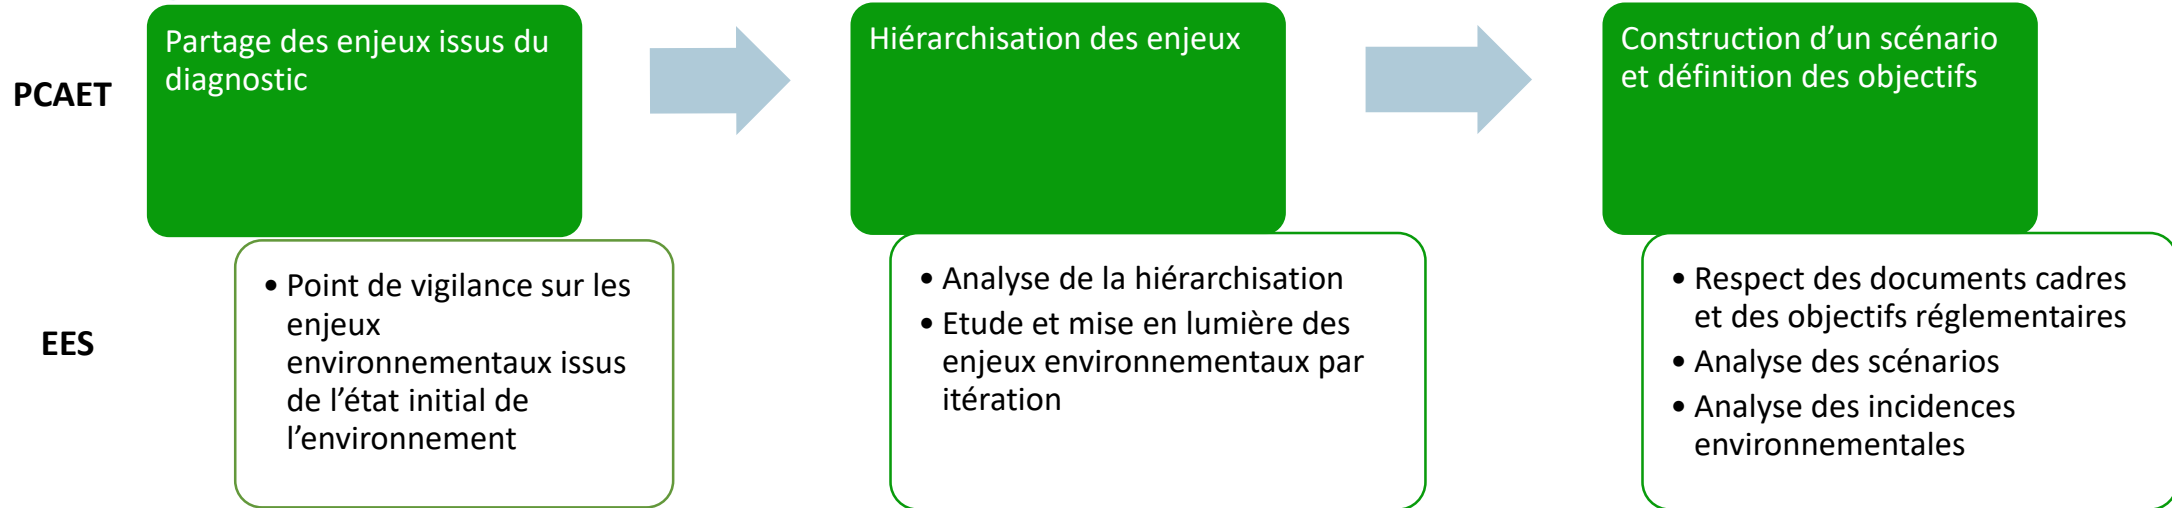 PCAET
Partage des enjeux issus du
diagnostic
Hiérarchisation des enjeux
Construction d’un scénario
et définition des objectifs
EES
• Point de vigilance sur les
enjeux
environnementaux issus
de l’état initial de
l’environnement
• Analyse de la hiérarchisation
• Etude et mise en lumière des
enjeux environnementaux par
itération
• Respect des documents cadres
et des objectifs réglementaires
• Analyse des scénarios
• Analyse des incidences
environnementales